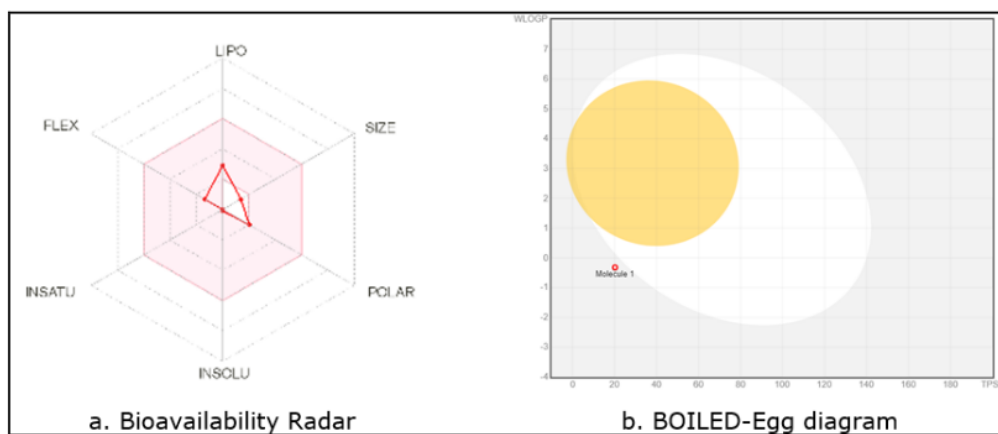 LIPO
FLEX
SIZE
INSATU
POLAR
INSOLU
a. Bioavailability Radar
WLOGP
7
6
5
4
3
2
1
0
-1
-2
-3
-4
Molecule 1
0 20 40 60 80 100 120 140 160 180 TPS
b. BOILED-Egg diagram